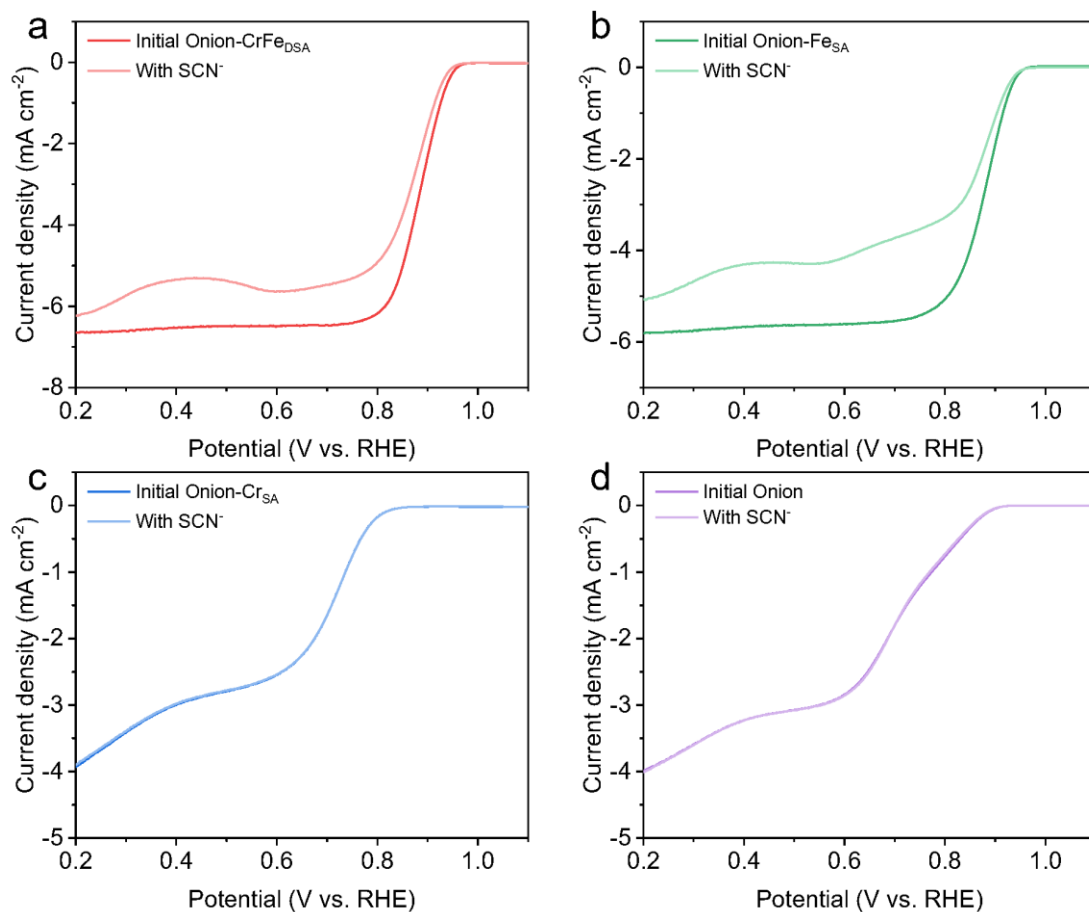 a
Initial Onion-CrFe_DSA
With SCN⁻
0
-2
-4
-6
-8
Current density (mA cm⁻²)
0.2 0.4 0.6 0.8 1.0
Potential (V vs. RHE)
b
Initial Onion-Fe_SA
With SCN⁻
0
-2
-4
-6
Current density (mA cm⁻²)
0.2 0.4 0.6 0.8 1.0
Potential (V vs. RHE)
c
Initial Onion-Cr_SA
With SCN⁻
0
-1
-2
-3
-4
-5
Current density (mA cm⁻²)
0.2 0.4 0.6 0.8 1.0
Potential (V vs. RHE)
d
Initial Onion
With SCN⁻
0
-1
-2
-3
-4
-5
Current density (mA cm⁻²)
0.2 0.4 0.6 0.8 1.0
Potential (V vs. RHE)